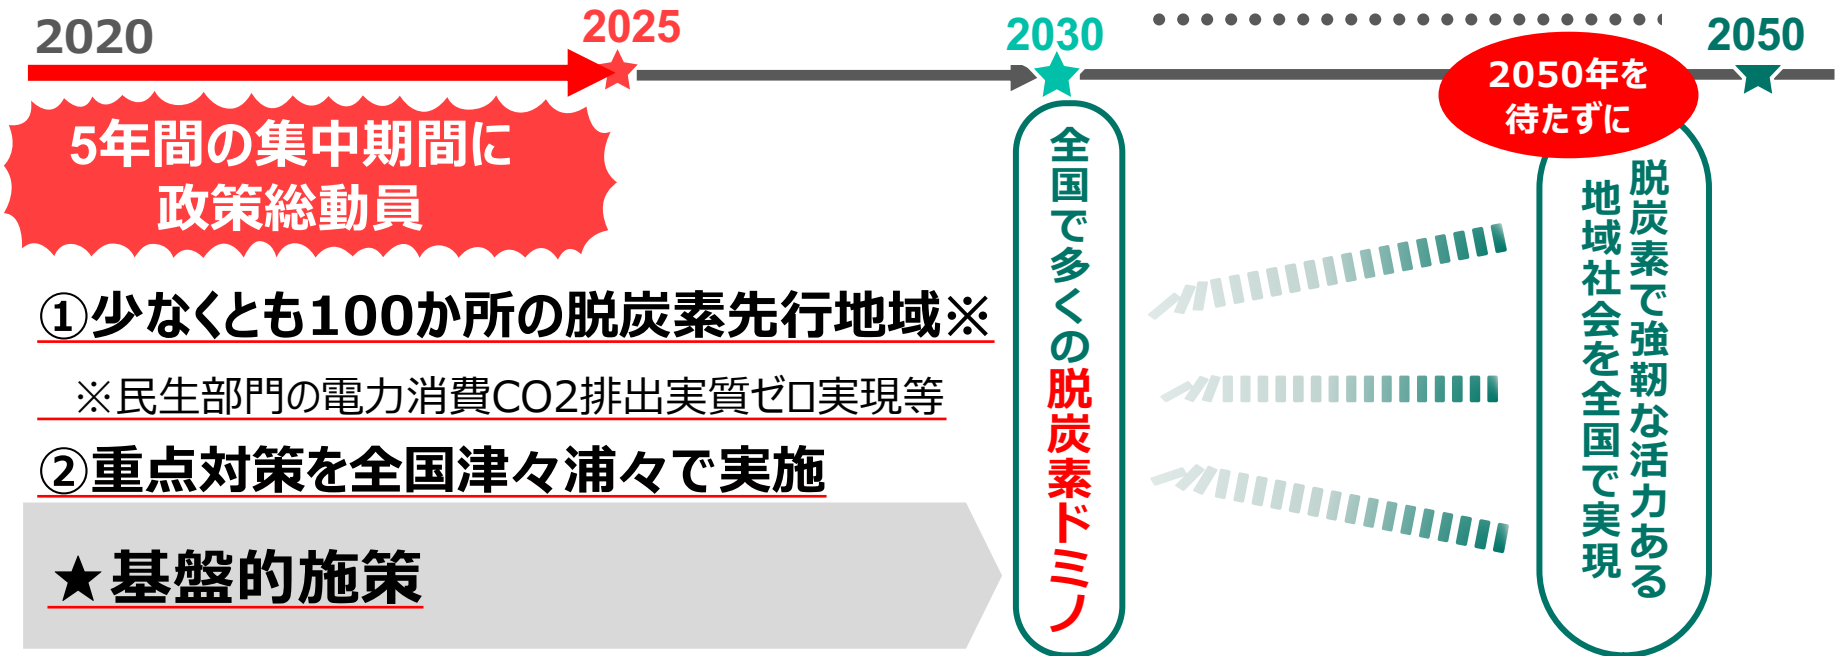 2020
2025
2030
2050
2050年を
待たずに
5年間の集中期間に
政策総動員
①少なくとも100か所の脱炭素先行地域※
※民生部門の電力消費CO2排出実質ゼロ実現等
②重点対策を全国津々浦々で実施
★基盤的施策
全国で多くの脱炭素ドミノ
脱炭素で強靭な活力ある
地域社会を全国で実現